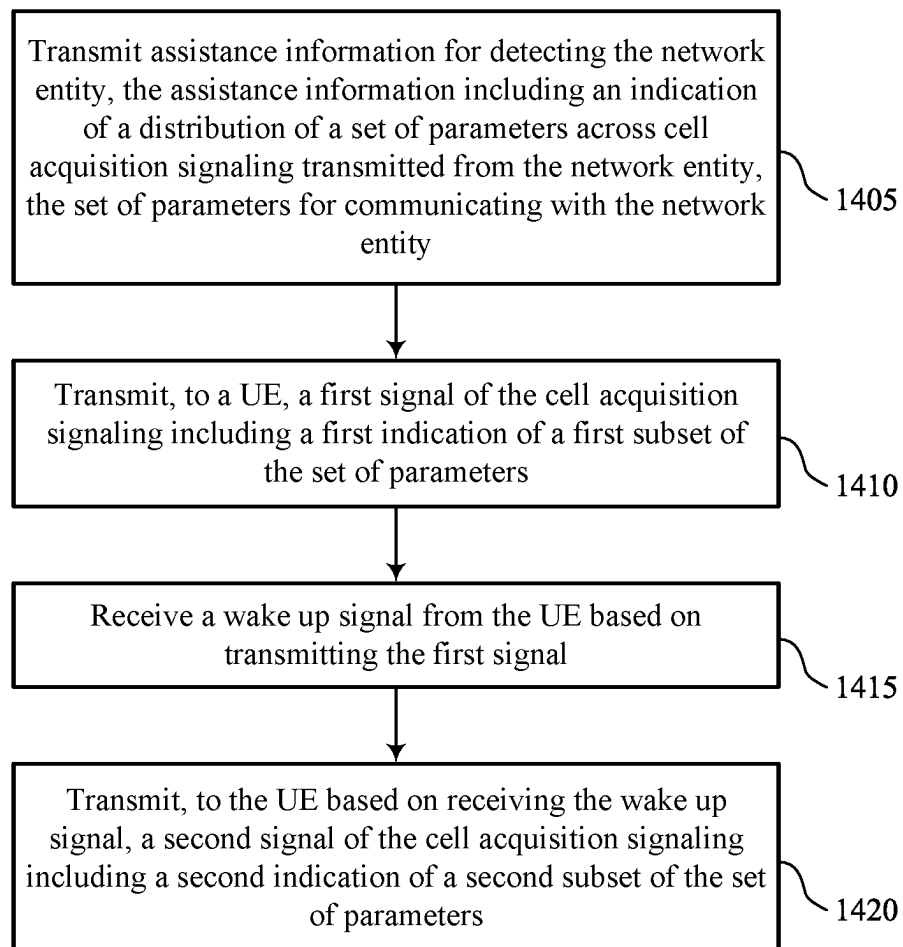 Transmit assistance information for detecting the network
entity, the assistance information including an indication
of a distribution of a set of parameters across cell
acquisition signaling transmitted from the network entity,
the set of parameters for communicating with the network
entity
1405
Transmit, to a UE, a first signal of the cell acquisition
signaling including a first indication of a first subset of
the set of parameters
1410
Receive a wake up signal from the UE based on
transmitting the first signal
1415
Transmit, to the UE based on receiving the wake up
signal, a second signal of the cell acquisition signaling
including a second indication of a second subset of the set
of parameters
1420